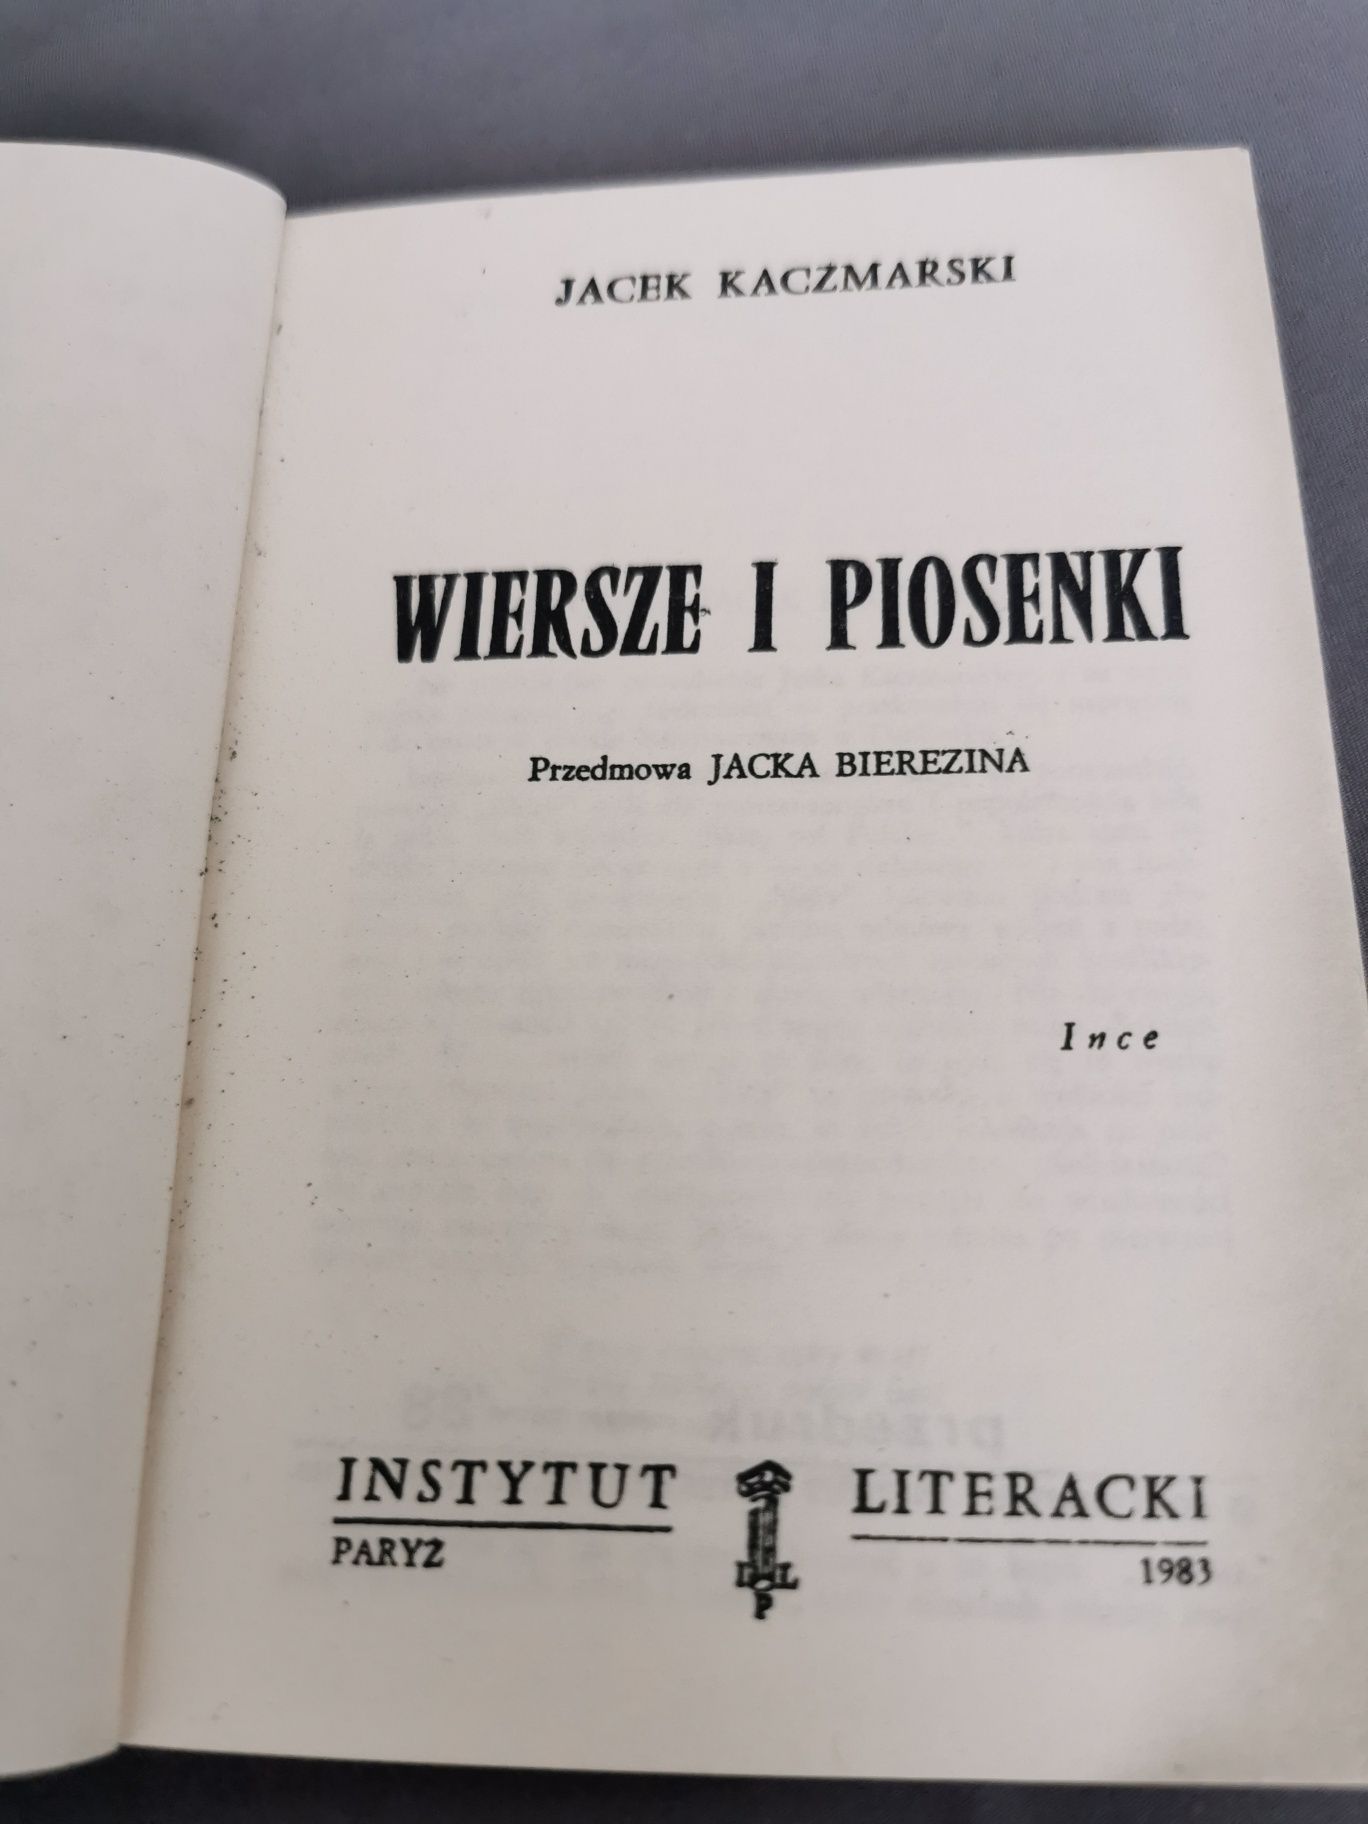 JACEK KACZMARSKI
WIERSZE I PIOSENKI
Przedmowa JACKA BIEREZINA
Ince
INSTYTUT LITERACKI
PARYŻ 1983
I L
P